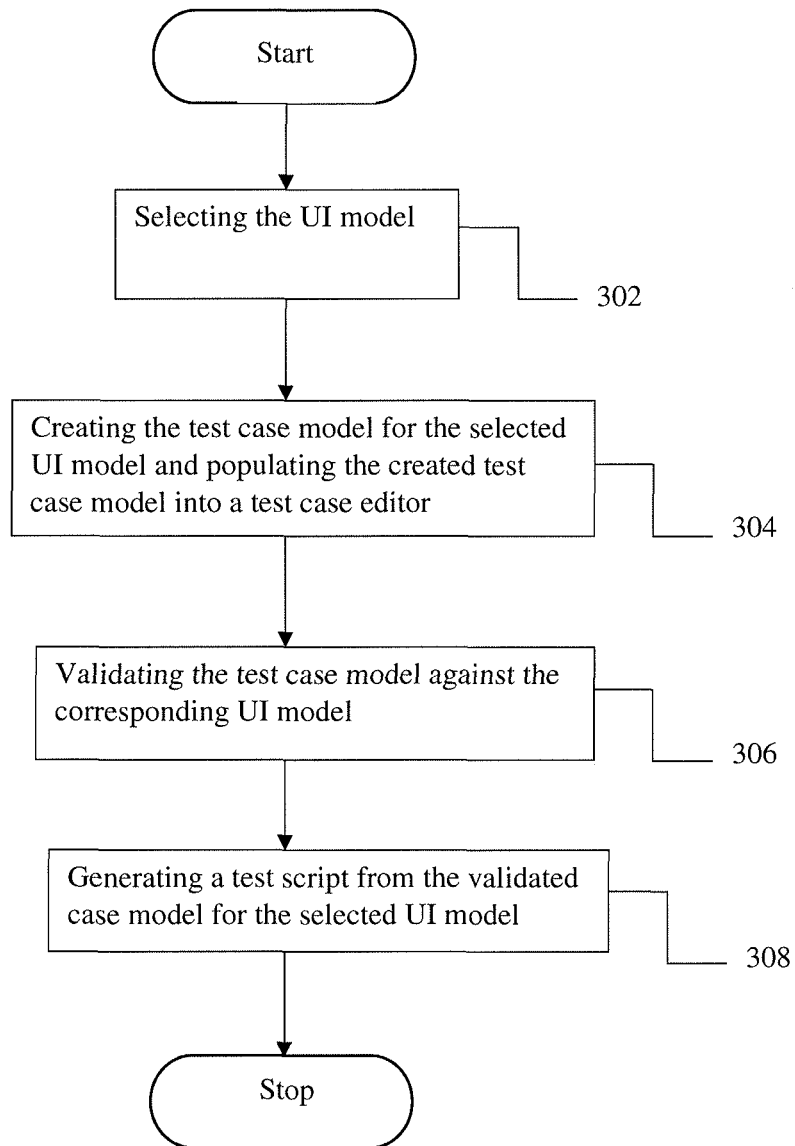 Start
Selecting the UI model
302
Creating the test case model for the selected
UI model and populating the created test
case model into a test case editor
304
Validating the test case model against the
corresponding UI model
306
Generating a test script from the validated
case model for the selected UI model
308
Stop